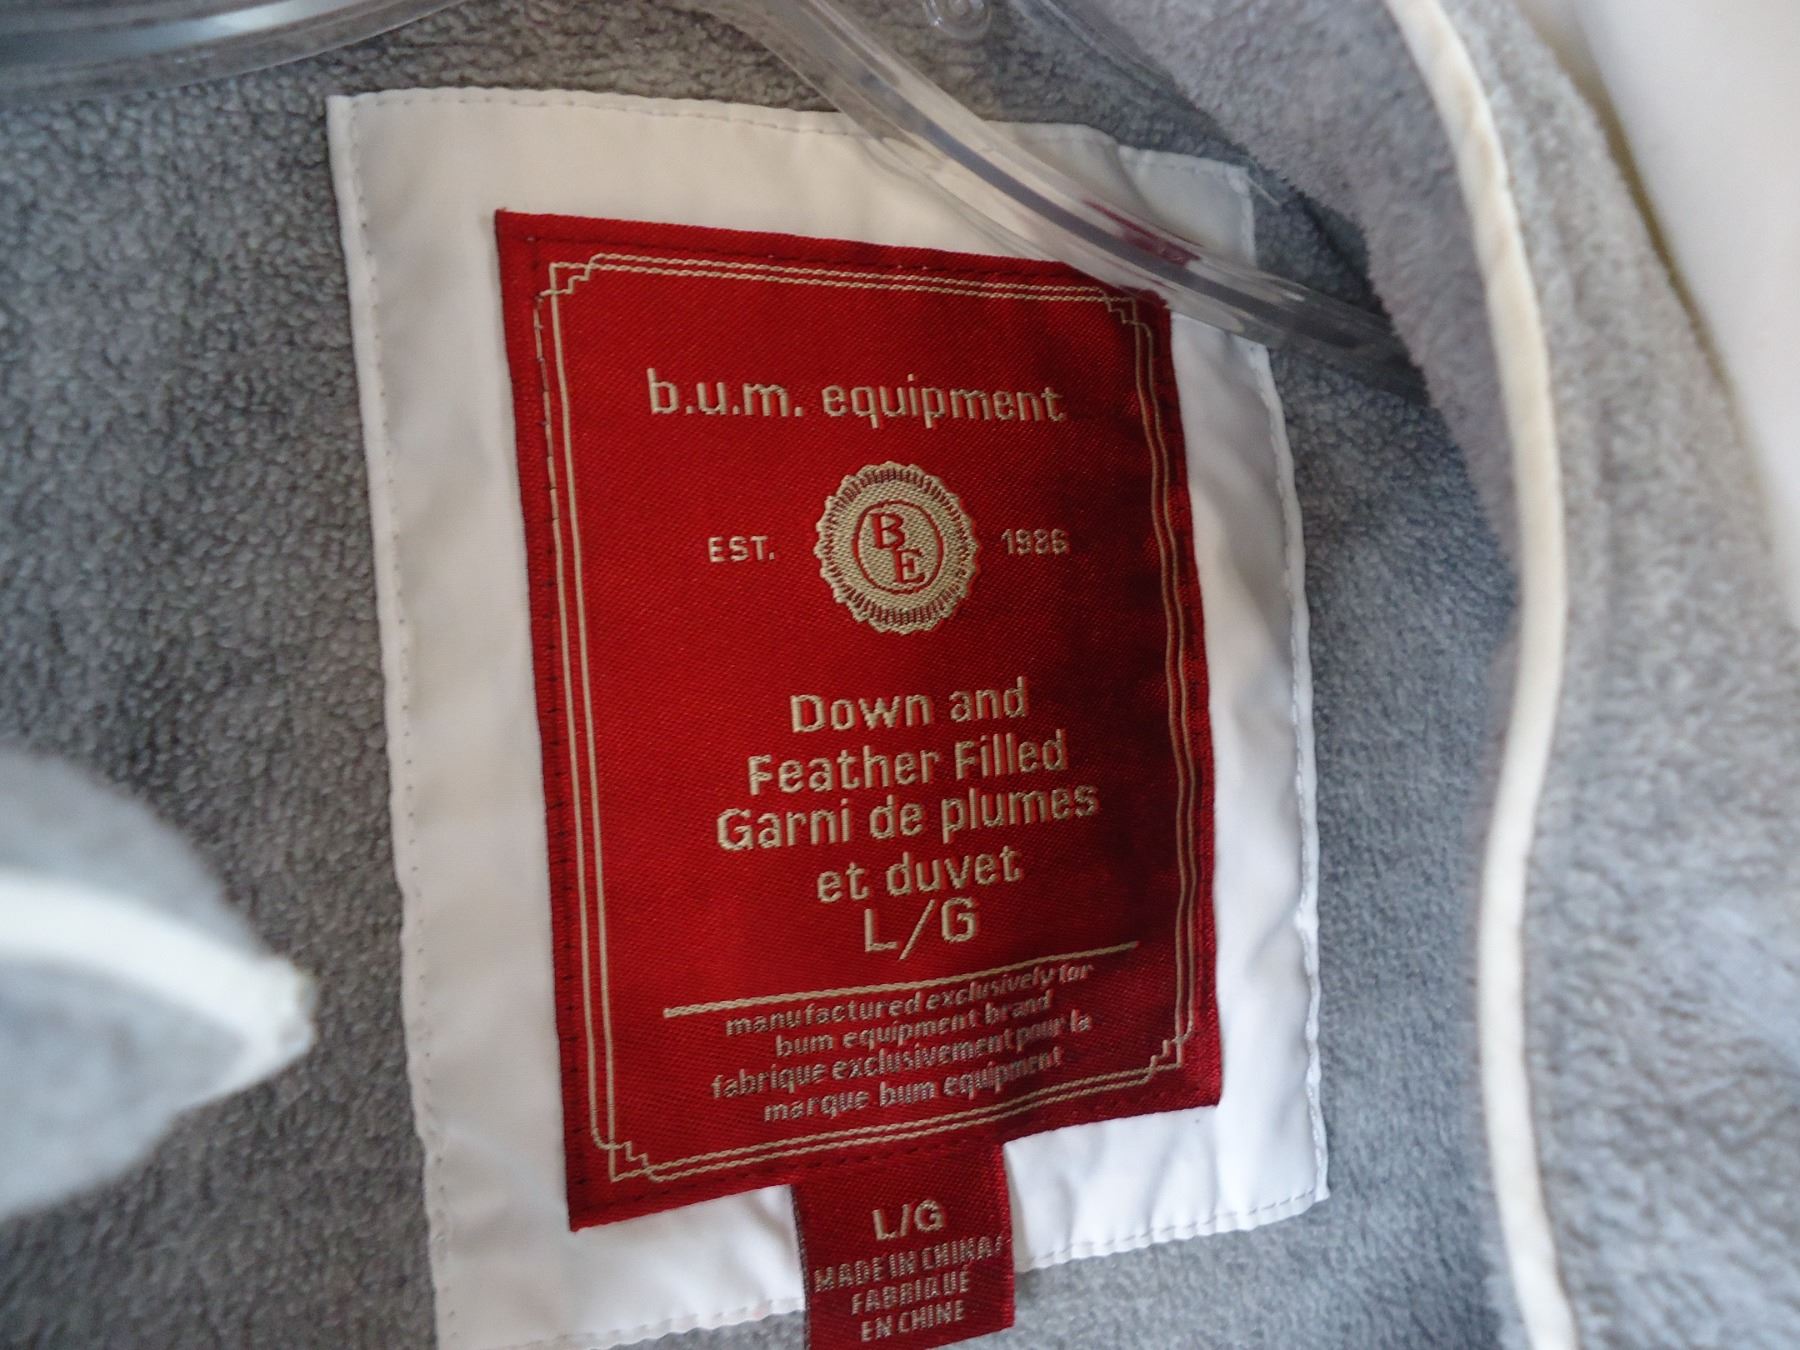 b.u.m. equipment
EST. BE 1986
Down and
Feather Filled
Garni de plumes
et duvet
L/G
manufactured exclusively for
bum equipment brand
fabrique exclusivement pour la
marque bum equipment
L/G
MADE IN CHINA/
FABRIQUÉ
EN CHINE